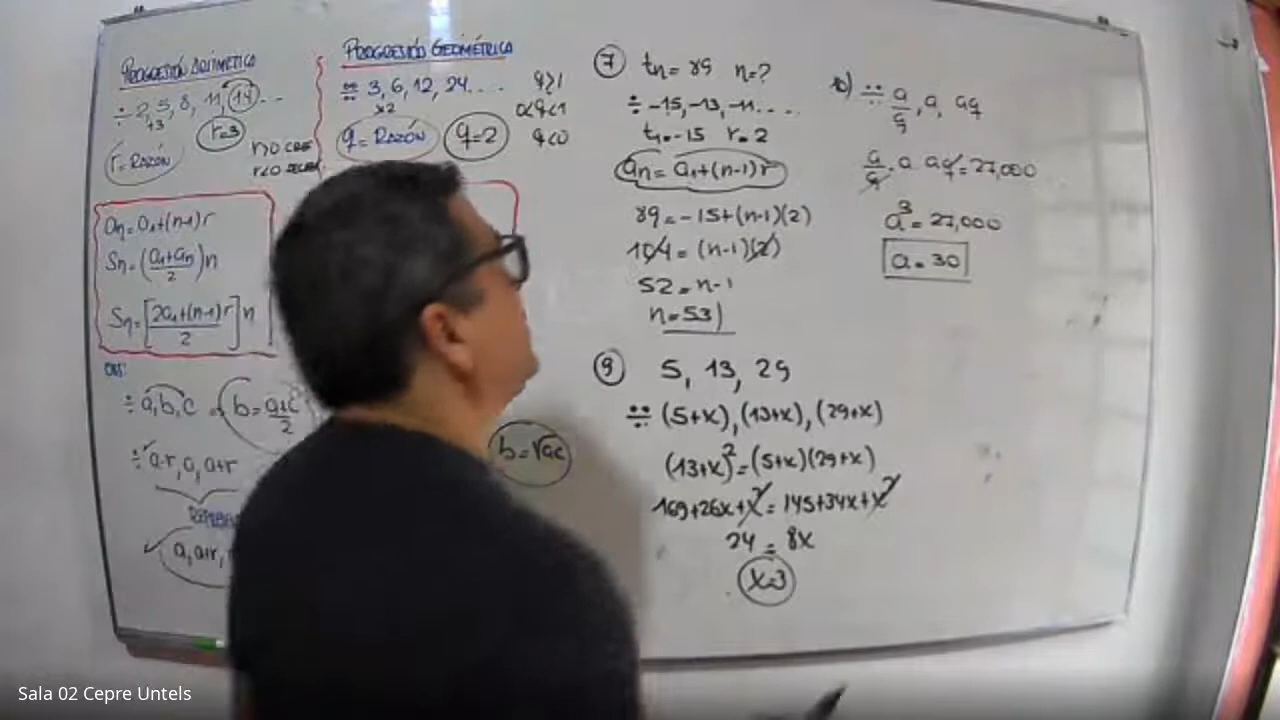 PROGRESIÓN ARITMÉTICA
÷ 2, 5, 8, 11, 14...
+3
r=3
r = RAZÓN
r>0 CRE
r<0 DECRE
an = a1+(n-1)r
Sn = (a1+an/2)n
Sn = [2a1+(n-1)r/2]n
OBS:
÷ a, b, c = b = a+c/2
÷ a-r, a, a+r
a, a+r,
PROGRESIÓN GEOMÉTRICA
÷÷ 3, 6, 12, 24....
x2
q = RAZÓN
q=2
q>1
0<q<1
q<0
b=√ac
7 tn = 89 n=?
÷ -15, -13, -11....
t1=-15 r=2
an = a1+(n-1)r
89 = -15+(n-1)(2)
104 = (n-1)(2)
52 = n-1
n=53
9 5, 13, 29
÷÷ (5+x), (13+x), (29+x)
(13+x)² = (5+x)(29+x)
169+26x+x² = 145+34x+x²
24 = 8x
x=3
÷÷ a/q, a, aq
a/q . a . aq = 27,000
a³ = 27,000
a = 30
Sala 02 Cepre Untels